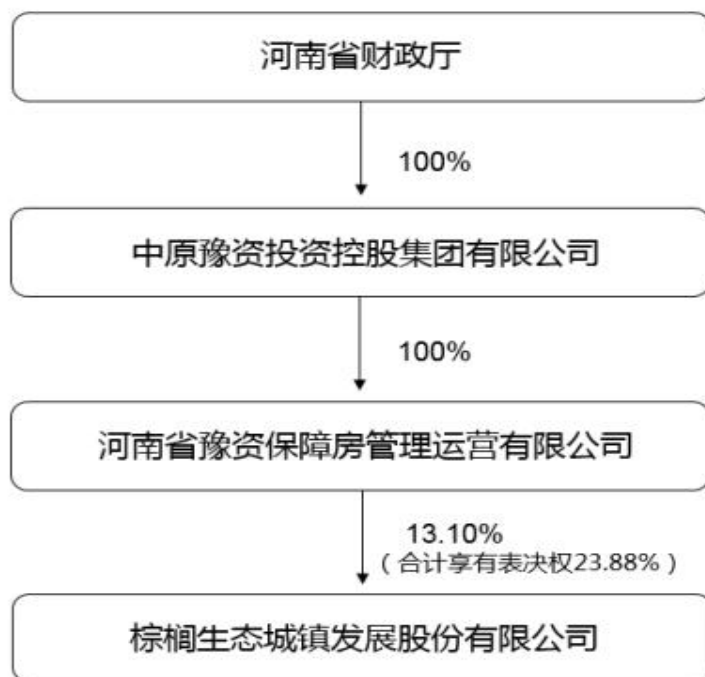 河南省财政厅
100%
中原豫资投资控股集团有限公司
100%
河南省豫资保障房管理运营有限公司
13.10%
（合计享有表决权23.88%）
棕榈生态城镇发展股份有限公司